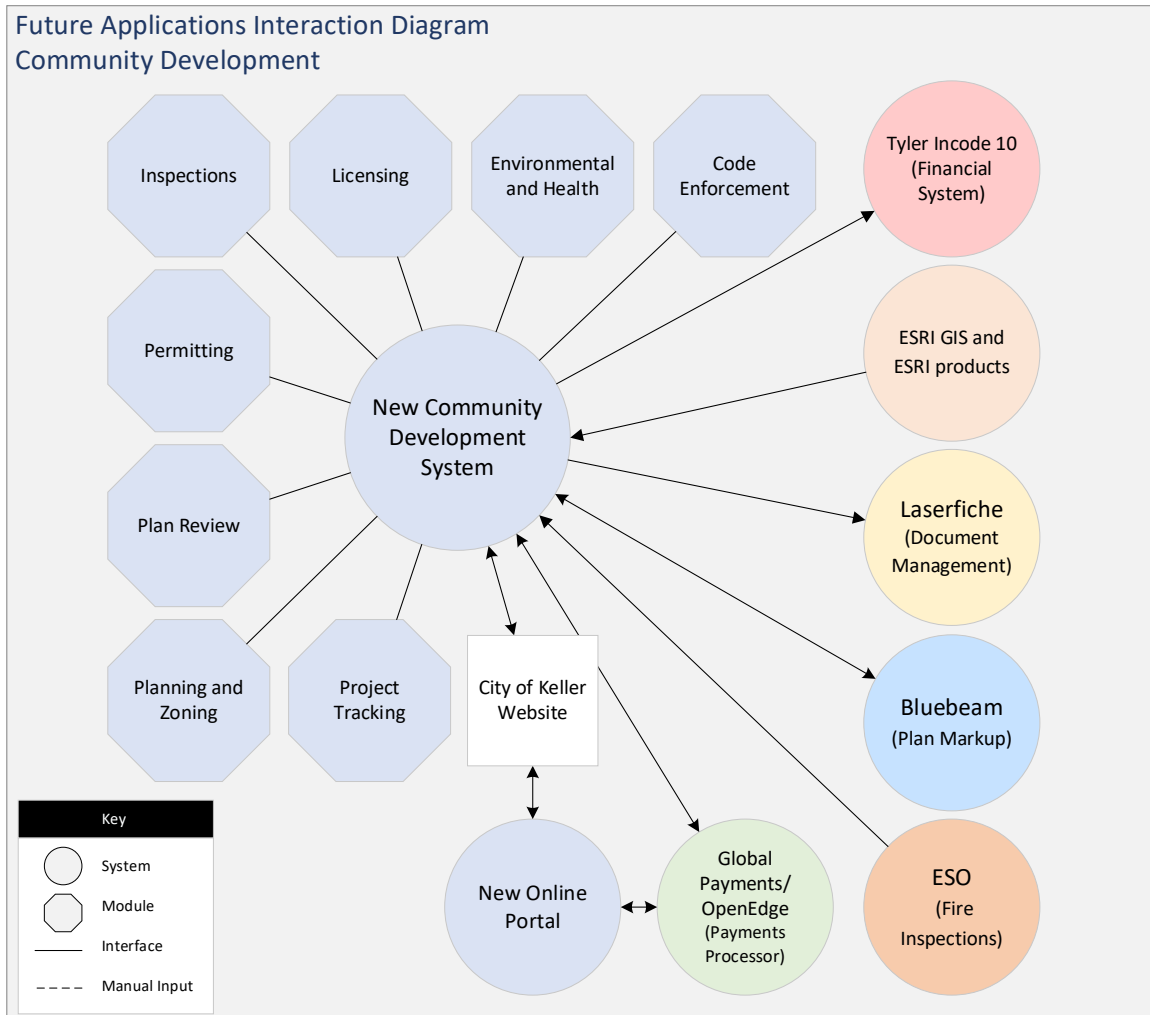 Future Applications Interaction Diagram
Community Development
Inspections
Licensing
Environmental
and Health
Code
Enforcement
Tyler Incode 10
(Financial
System)
Permitting
New Community
Development
System
ESRI GIS and
ESRI products
Plan Review
Laserfiche
(Document
Management)
Planning and
Zoning
Project
Tracking
City of Keller
Website
Bluebeam
(Plan Markup)
Key
System
Module
Interface
Manual Input
New Online
Portal
Global
Payments/
OpenEdge
(Payments
Processor)
ESO
(Fire
Inspections)